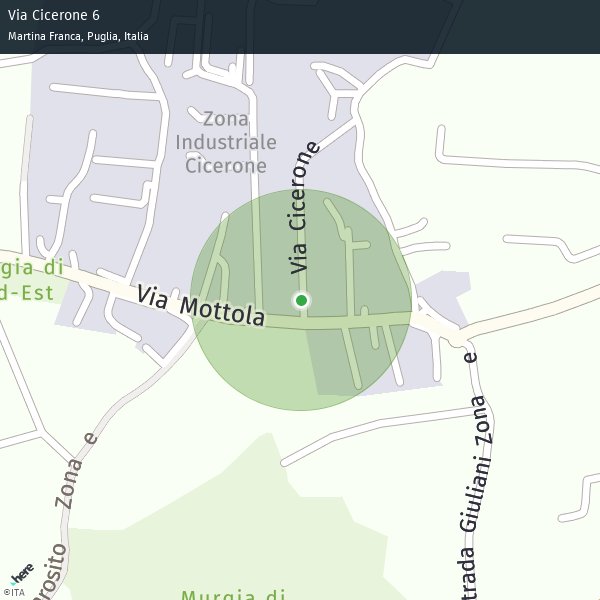 Via Cicerone 6
Martina Franca, Puglia, Italia
Zona
Industriale
Cicerone
Via Cicerone
gia di
d-Est
Via Mottola
e
Zona e
rosito
trada Giuliani Zona
Murgia di
here
©ITA